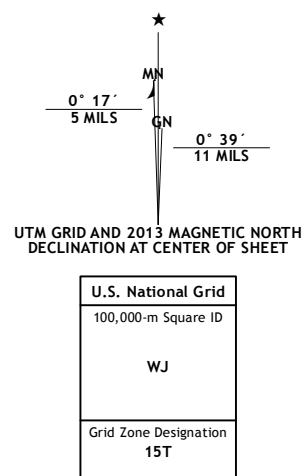 ★
MN
0° 17´
5 MILS
GN
0° 39´
11 MILS
UTM GRID AND 2013 MAGNETIC NORTH
DECLINATION AT CENTER OF SHEET
U.S. National Grid
100,000-m Square ID
WJ
Grid Zone Designation
15T